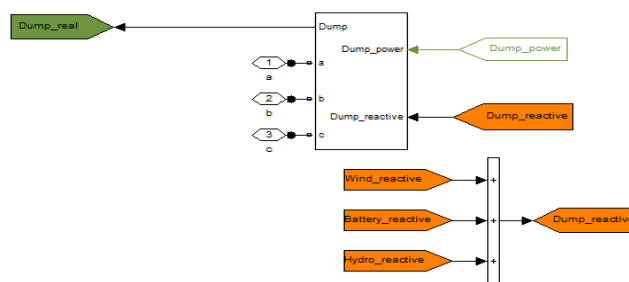 Dump_real
Dump
Dump_power
Dump_power
1
a
a
2
b
b
Dump_reactive
Dump_reactive
3
c
c
Wind_reactive
+
Battery_reactive
+
Dump_reactive
Hydro_reactive
+